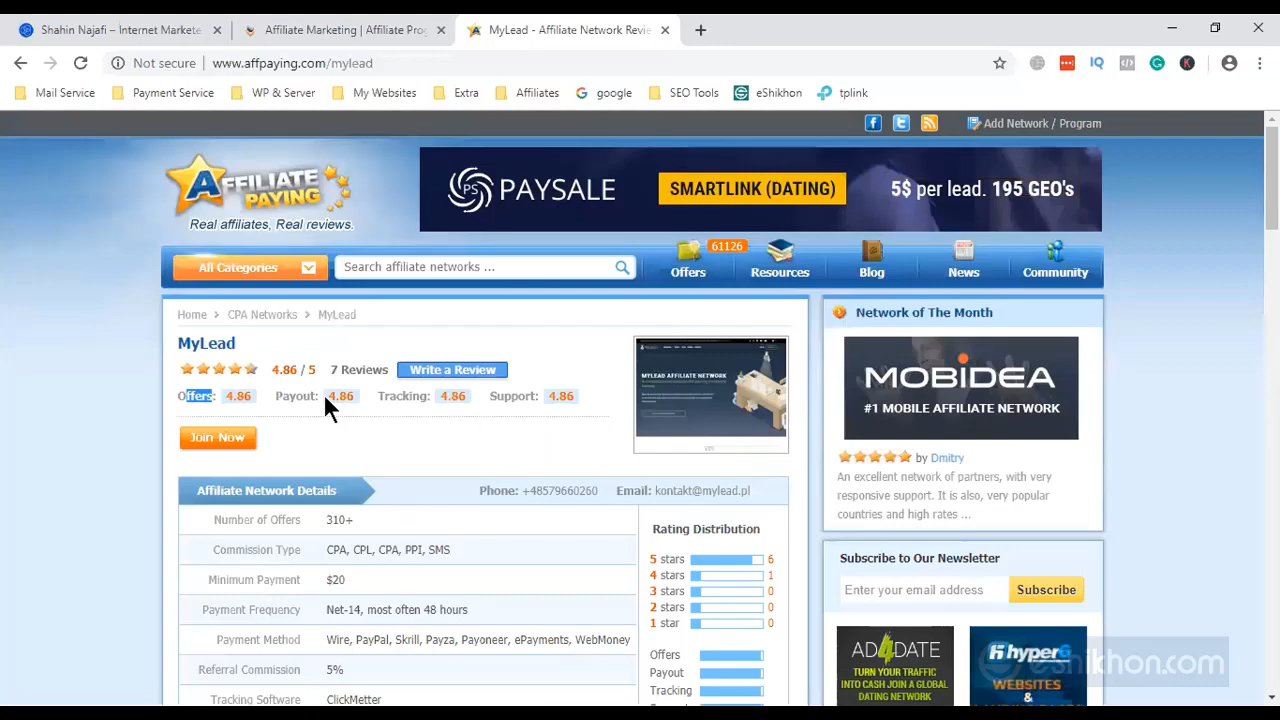 Shahin Najafi – Internet Markete
Affiliate Marketing | Affiliate Pro
MyLead - Affiliate Network Revie
Not secure
www.affpaying.com/mylead
Mail Service
Payment Service
WP & Server
My Websites
Extra
Affiliates
google
SEO Tools
eShikhon
tplink
Add Network / Program
AFFILIATE
PAYING
Real affiliates, Real reviews.
PS PAYSALE
SMARTLINK (DATING)
5$ per lead. 195 GEO's
All Categories
Search affiliate networks ...
61126
Offers
Resources
Blog
News
Community
Home > CPA Networks > MyLead
MyLead
4.86 / 5 7 Reviews Write a Review
Offers: 4.86 Payout: 4.86 Tracking: 4.86 Support: 4.86
Join Now
MYLEAD AFFILIATE NETWORK
Affiliate Network Details
Phone: +48579660260 Email: kontakt@mylead.pl
Number of Offers 310+
Commission Type CPA, CPL, CPA, PPI, SMS
Minimum Payment $20
Payment Frequency Net-14, most often 48 hours
Payment Method Wire, PayPal, Skrill, Payza, Payoneer, ePayments, WebMoney
Referral Commission 5%
Tracking Software ClickMetter
Rating Distribution
5 stars 6
4 stars 1
3 stars 0
2 stars 0
1 star 0
Offers
Payout
Tracking
Network of The Month
MOBIDEA
#1 MOBILE AFFILIATE NETWORK
by Dmitry
An excellent network of partners, with very
responsive support. It is also, very popular
countries and high rates ...
Subscribe to Our Newsletter
Enter your email address
Subscribe
AD4DATE
TURN YOUR TRAFFIC
INTO CASH JOIN A GLOBAL
DATING NETWORK
WEBSITES
&
eshikhon.com